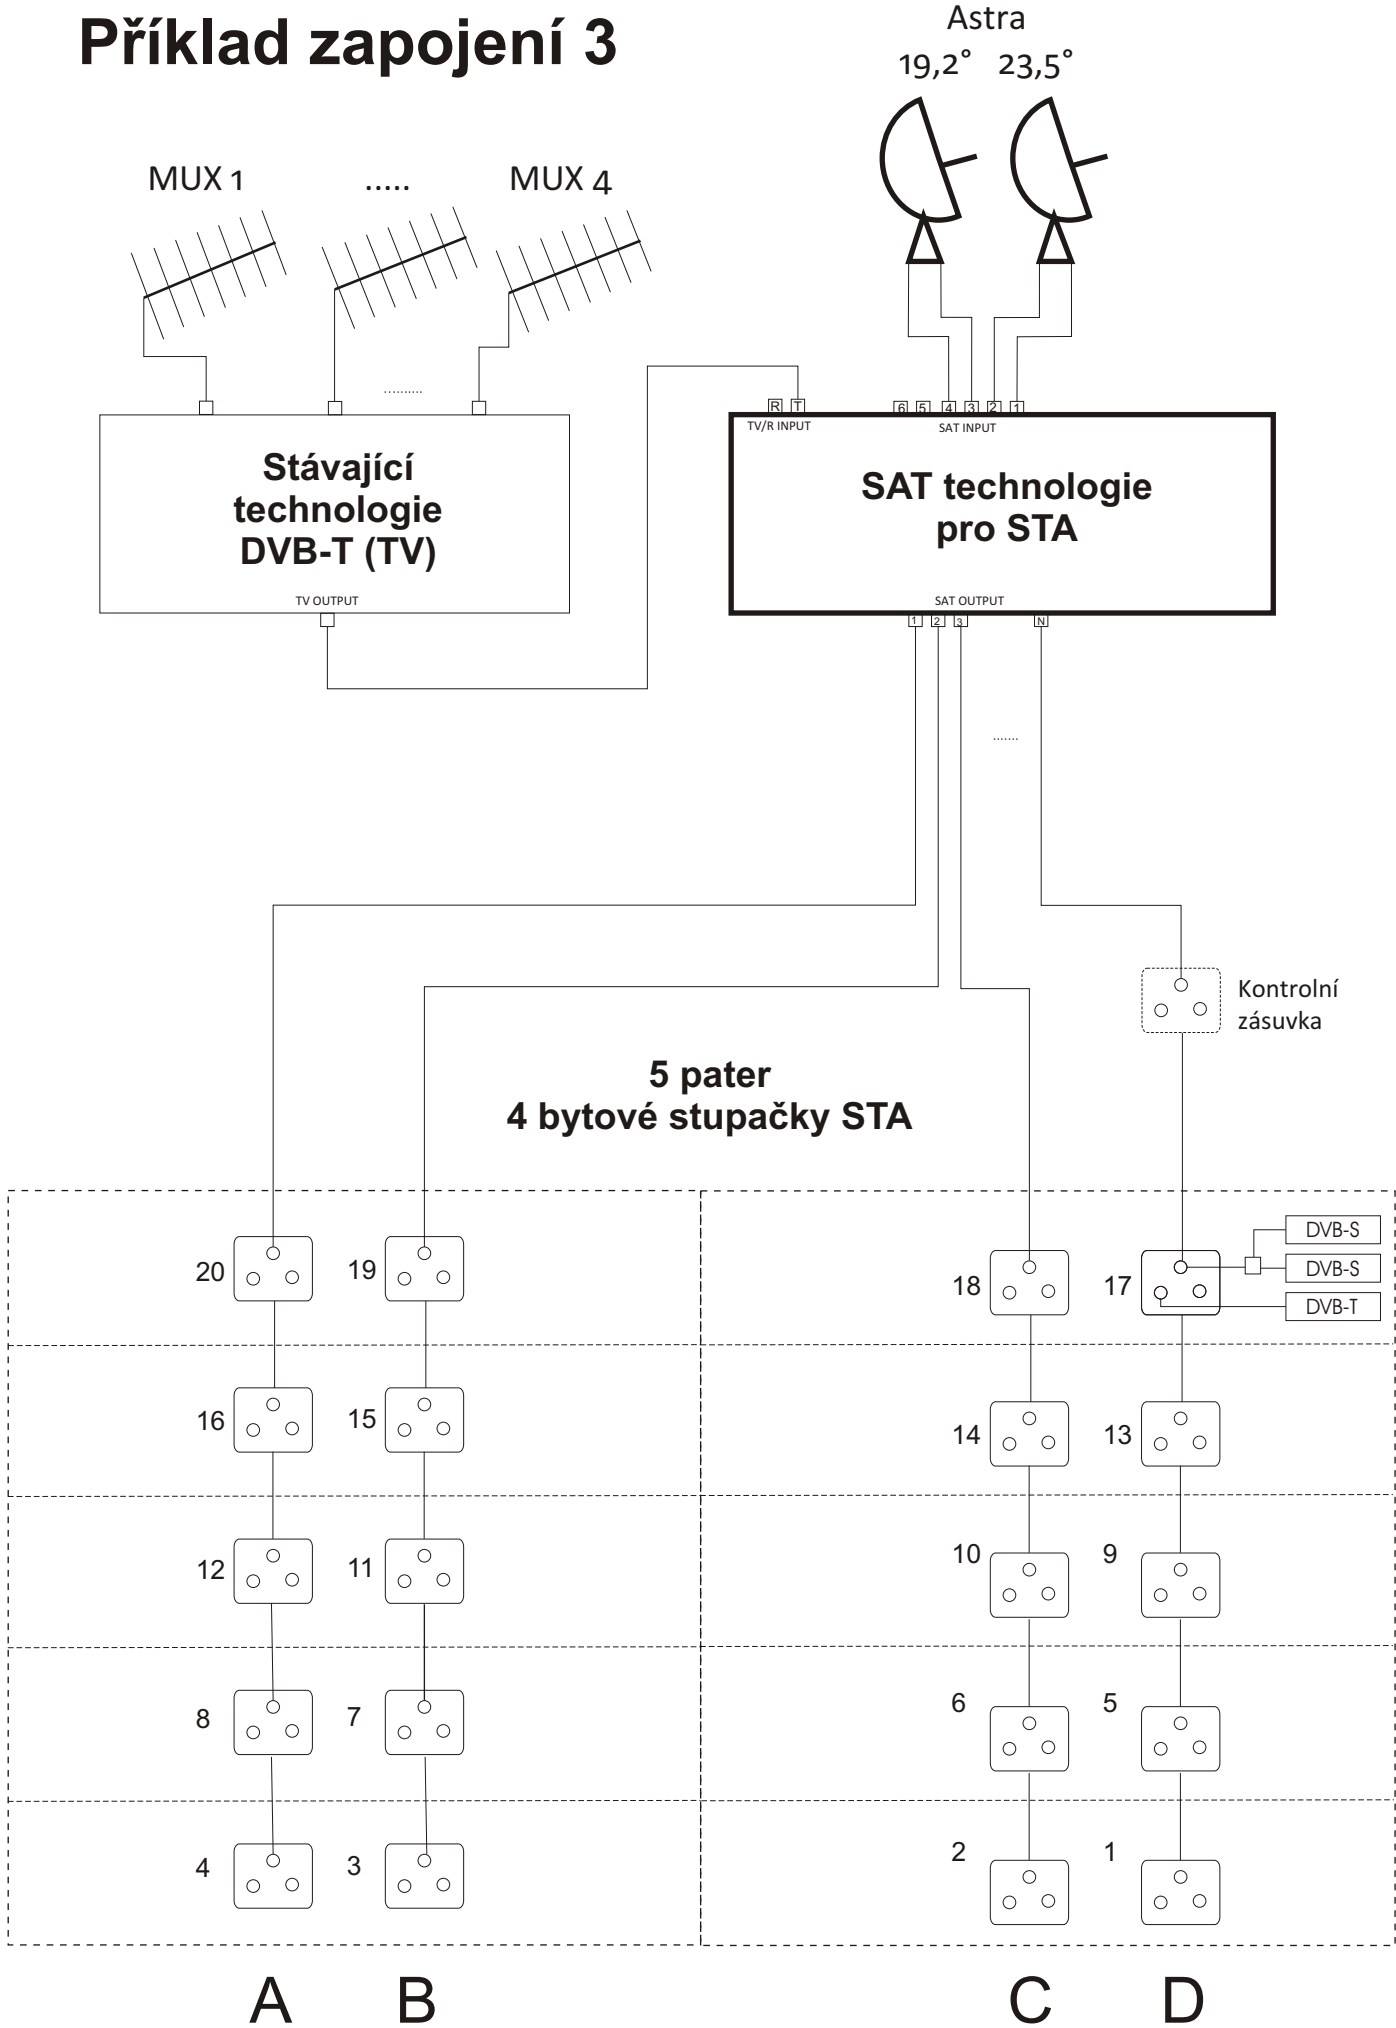 Příklad zapojení 3
Astra
19,2° 23,5°
MUX 1 ..... MUX 4
..........
R T
TV/R INPUT
6 5 4 3 2 1
SAT INPUT
Stávající
technologie
DVB-T (TV)
TV OUTPUT
SAT technologie
pro STA
SAT OUTPUT
1 2 3 N
.......
Kontrolní
zásuvka
5 pater
4 bytové stupačky STA
DVB-S
DVB-S
DVB-T
20 19 18 17
16 15 14 13
12 11 10 9
8 7 6 5
4 3 2 1
A B C D